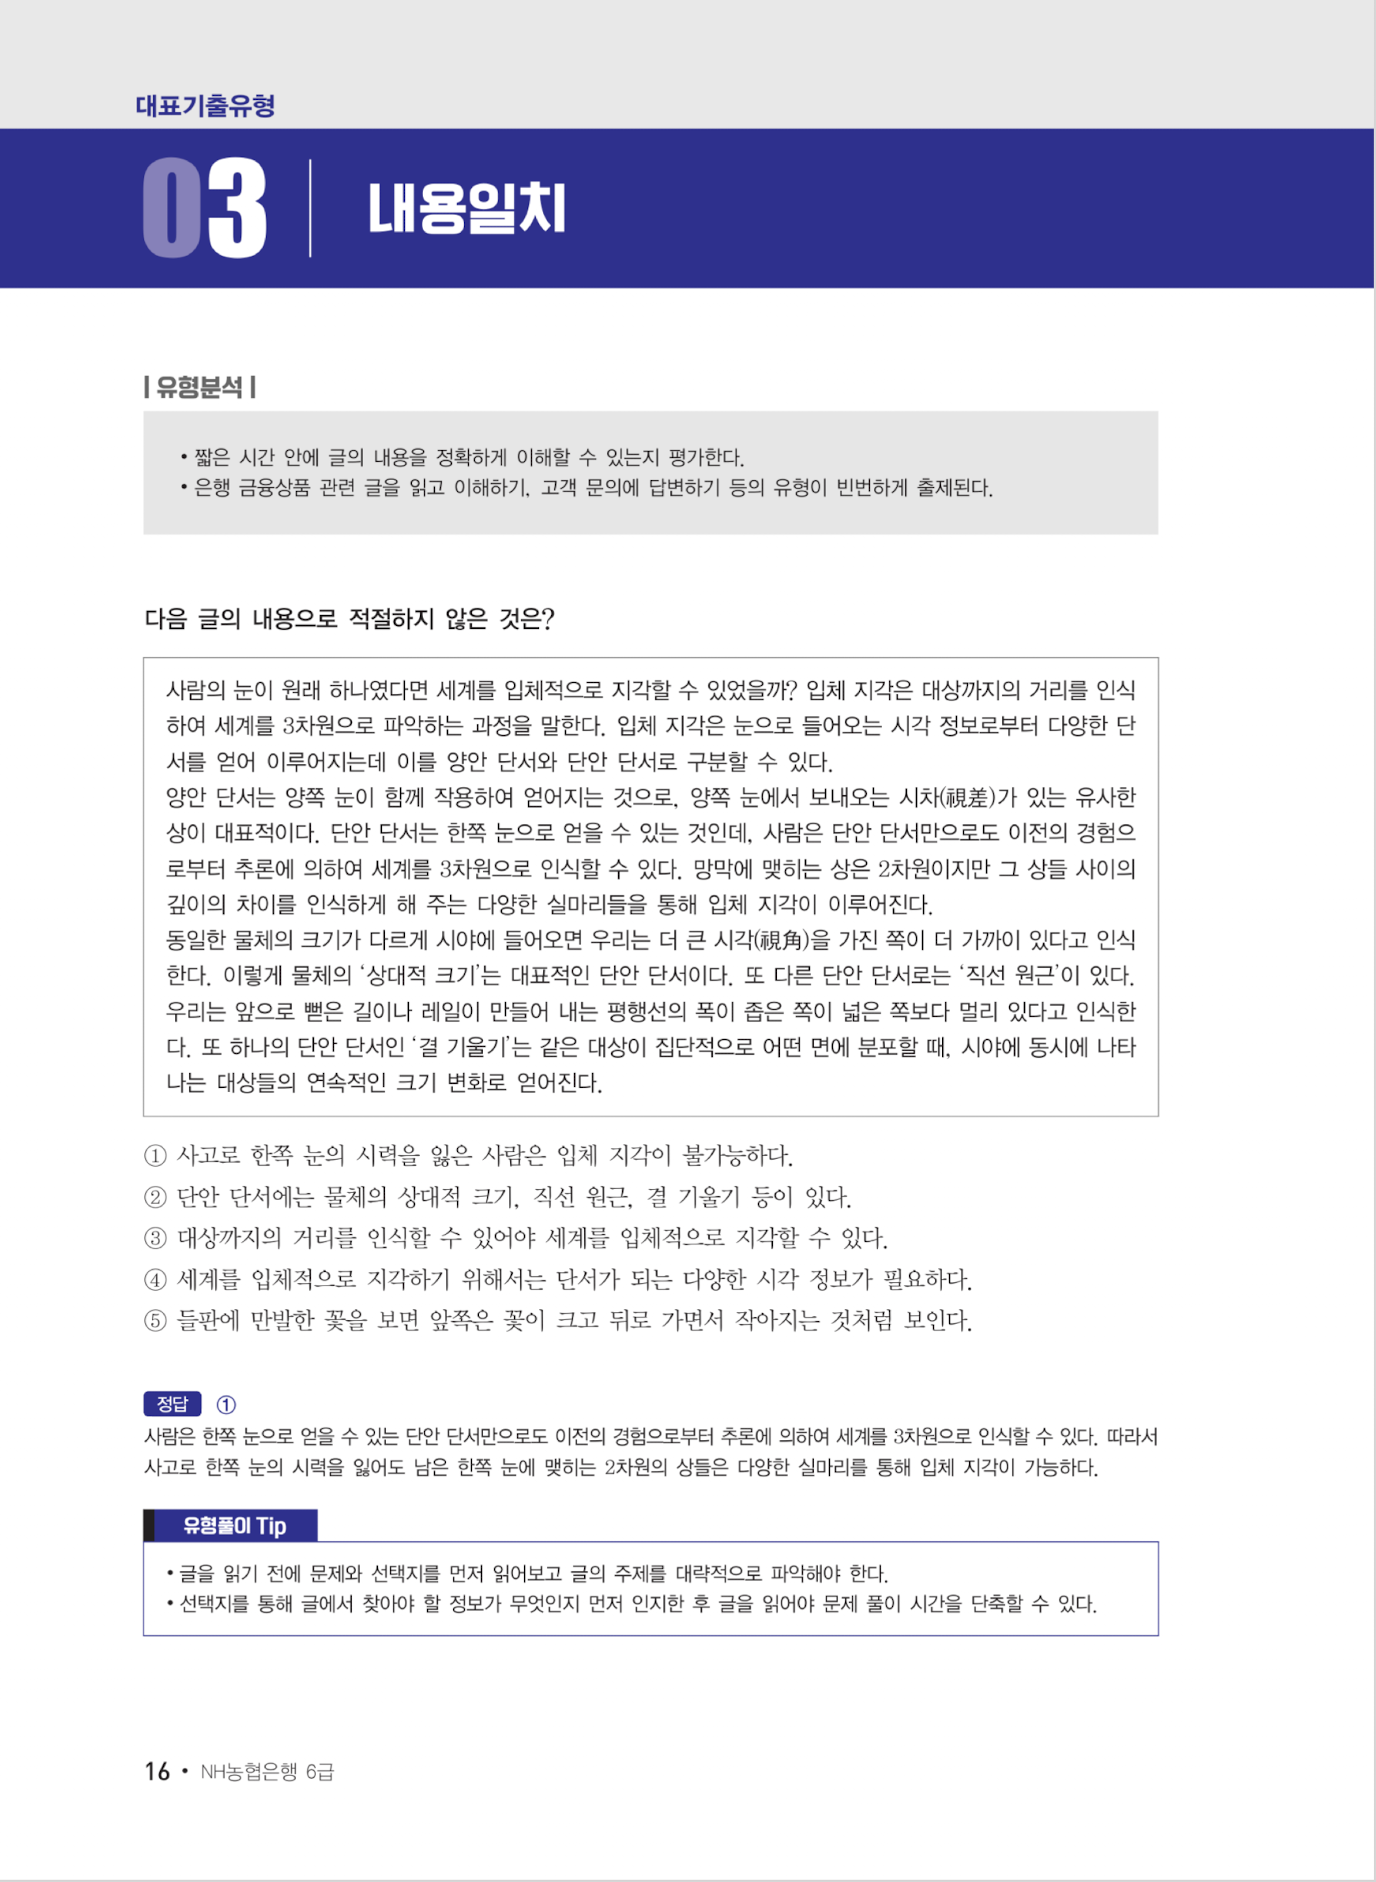 대표기출유형
03 내용일치
| 유형분석 |
• 짧은 시간 안에 글의 내용을 정확하게 이해할 수 있는지 평가한다.
• 은행 금융상품 관련 글을 읽고 이해하기, 고객 문의에 답변하기 등의 유형이 빈번하게 출제된다.
다음 글의 내용으로 적절하지 않은 것은?
사람의 눈이 원래 하나였다면 세계를 입체적으로 지각할 수 있었을까? 입체 지각은 대상까지의 거리를 인식
하여 세계를 3차원으로 파악하는 과정을 말한다. 입체 지각은 눈으로 들어오는 시각 정보로부터 다양한 단
서를 얻어 이루어지는데 이를 양안 단서와 단안 단서로 구분할 수 있다.
양안 단서는 양쪽 눈이 함께 작용하여 얻어지는 것으로, 양쪽 눈에서 보내오는 시차(視差)가 있는 유사한
상이 대표적이다. 단안 단서는 한쪽 눈으로 얻을 수 있는 것인데, 사람은 단안 단서만으로도 이전의 경험으
로부터 추론에 의하여 세계를 3차원으로 인식할 수 있다. 망막에 맺히는 상은 2차원이지만 그 상들 사이의
깊이의 차이를 인식하게 해 주는 다양한 실마리들을 통해 입체 지각이 이루어진다.
동일한 물체의 크기가 다르게 시야에 들어오면 우리는 더 큰 시각(視角)을 가진 쪽이 더 가까이 있다고 인식
한다. 이렇게 물체의 ‘상대적 크기’는 대표적인 단안 단서이다. 또 다른 단안 단서로는 ‘직선 원근’이 있다.
우리는 앞으로 뻗은 길이나 레일이 만들어 내는 평행선의 폭이 좁은 쪽이 넓은 쪽보다 멀리 있다고 인식한
다. 또 하나의 단안 단서인 ‘결 기울기’는 같은 대상이 집단적으로 어떤 면에 분포할 때, 시야에 동시에 나타
나는 대상들의 연속적인 크기 변화로 얻어진다.
① 사고로 한쪽 눈의 시력을 잃은 사람은 입체 지각이 불가능하다.
② 단안 단서에는 물체의 상대적 크기, 직선 원근, 결 기울기 등이 있다.
③ 대상까지의 거리를 인식할 수 있어야 세계를 입체적으로 지각할 수 있다.
④ 세계를 입체적으로 지각하기 위해서는 단서가 되는 다양한 시각 정보가 필요하다.
⑤ 들판에 만발한 꽃을 보면 앞쪽은 꽃이 크고 뒤로 가면서 작아지는 것처럼 보인다.
정답 ①
사람은 한쪽 눈으로 얻을 수 있는 단안 단서만으로도 이전의 경험으로부터 추론에 의하여 세계를 3차원으로 인식할 수 있다. 따라서
사고로 한쪽 눈의 시력을 잃어도 남은 한쪽 눈에 맺히는 2차원의 상들은 다양한 실마리를 통해 입체 지각이 가능하다.
유형풀이 Tip
• 글을 읽기 전에 문제와 선택지를 먼저 읽어보고 글의 주제를 대략적으로 파악해야 한다.
• 선택지를 통해 글에서 찾아야 할 정보가 무엇인지 먼저 인지한 후 글을 읽어야 문제 풀이 시간을 단축할 수 있다.
16 • NH농협은행 6급